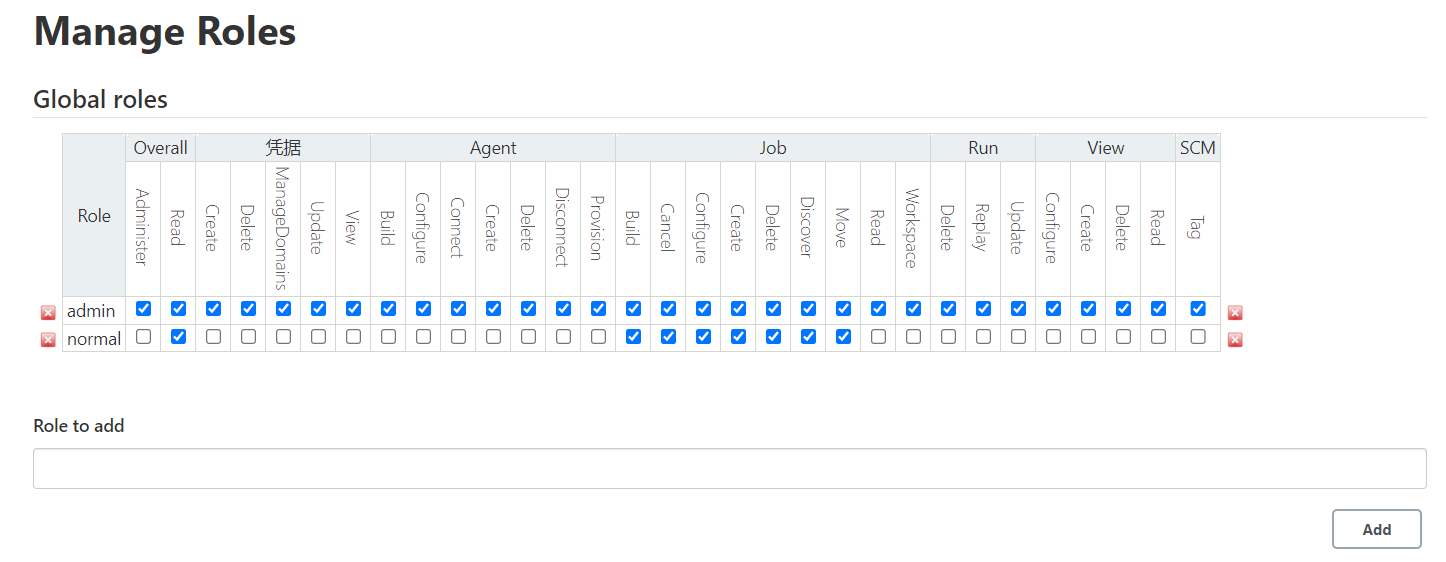 Manage Roles
Global roles
Overall 凭据 Agent Job Run View SCM
Role Administer Read Create Delete ManageDomains Update View Build Configure Connect Create Delete Disconnect Provision Build Cancel Configure Create Delete Discover Move Read Workspace Delete Replay Update Configure Create Delete Read Tag
admin
normal
Role to add
Add